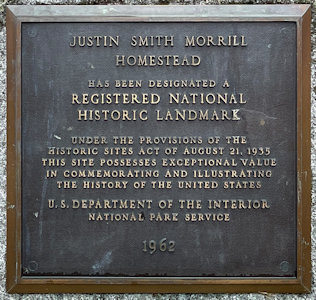 JUSTIN SMITH MORRILL
HOMESTEAD
HAS BEEN DESIGNATED A
REGISTERED NATIONAL
HISTORIC LANDMARK
UNDER THE PROVISIONS OF THE
HISTORIC SITES ACT OF AUGUST 21, 1935
THIS SITE POSSESSES EXCEPTIONAL VALUE
IN COMMEMORATING AND ILLUSTRATING
THE HISTORY OF THE UNITED STATES
U.S. DEPARTMENT OF THE INTERIOR
NATIONAL PARK SERVICE
1962